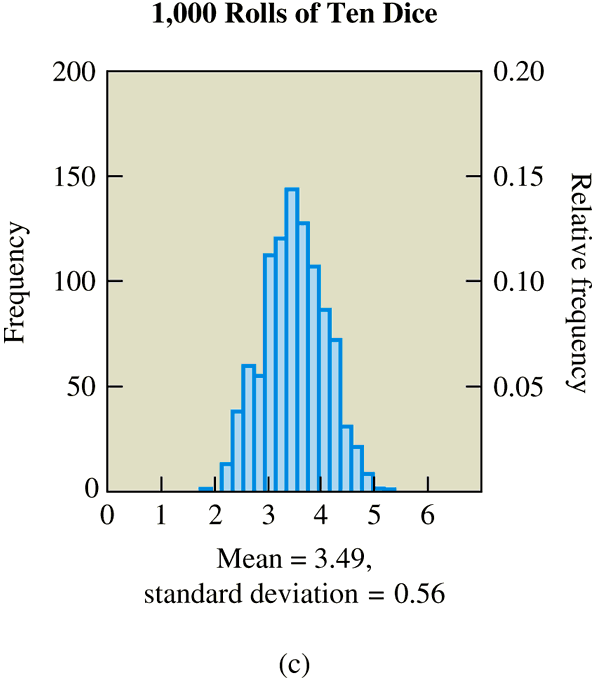 1,000 Rolls of Ten Dice
200
150
100
50
0
Frequency
0.20
0.15
0.10
0.05
Relative frequency
0 1 2 3 4 5 6
Mean = 3.49,
standard deviation = 0.56
(c)